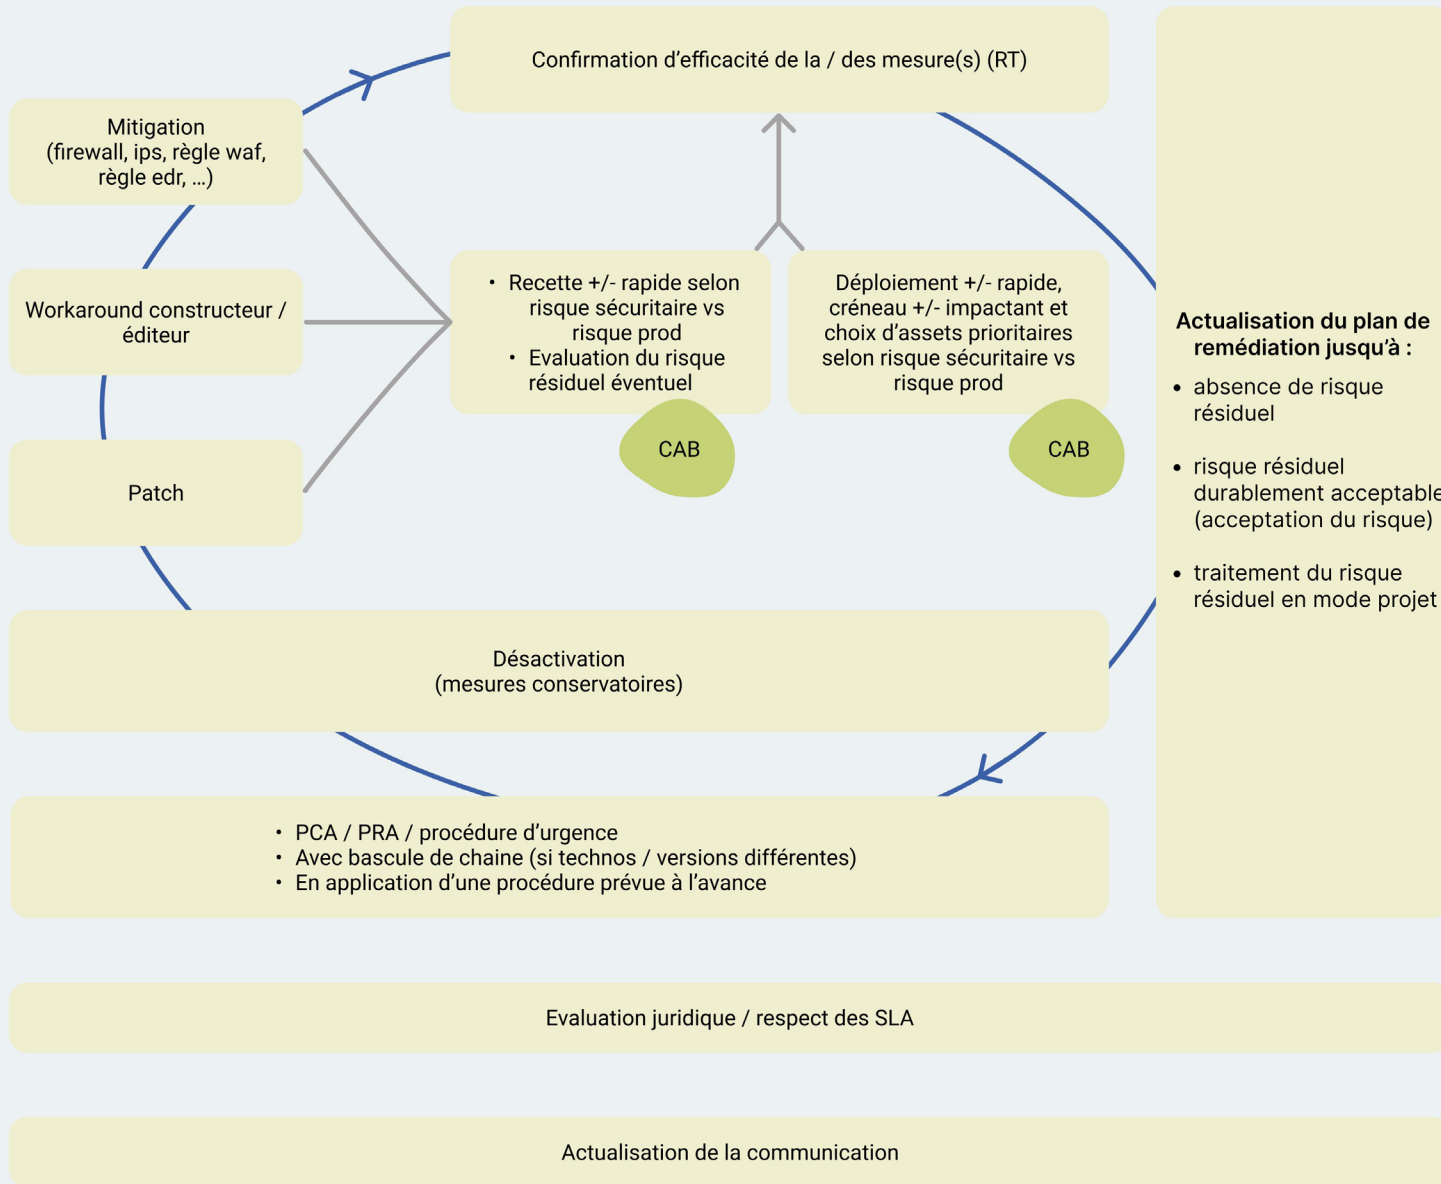 Confirmation d’efficacité de la / des mesure(s) (RT)
Mitigation
(firewall, ips, règle waf,
règle edr, ...)
Workaround constructeur /
éditeur
Patch
• Recette +/- rapide selon
risque sécuritaire vs
risque prod
• Evaluation du risque
résiduel éventuel
CAB
Déploiement +/- rapide,
créneau +/- impactant et
choix d’assets prioritaires
selon risque sécuritaire vs
risque prod
CAB
Actualisation du plan de
remédiation jusqu’à :
• absence de risque
résiduel
• risque résiduel
durablement acceptable
(acceptation du risque)
• traitement du risque
résiduel en mode projet
Désactivation
(mesures conservatoires)
• PCA / PRA / procédure d’urgence
• Avec bascule de chaine (si technos / versions différentes)
• En application d’une procédure prévue à l’avance
Evaluation juridique / respect des SLA
Actualisation de la communication